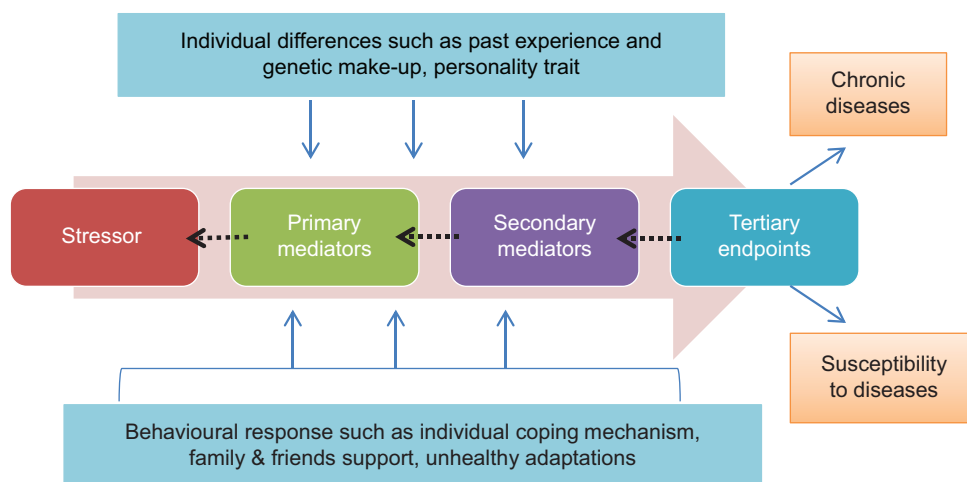 Individual differences such as past experience and
genetic make-up, personality trait
Chronic
diseases
Stressor
Primary
mediators
Secondary
mediators
Tertiary
endpoints
Susceptibility
to diseases
Behavioural response such as individual coping mechanism,
family & friends support, unhealthy adaptations